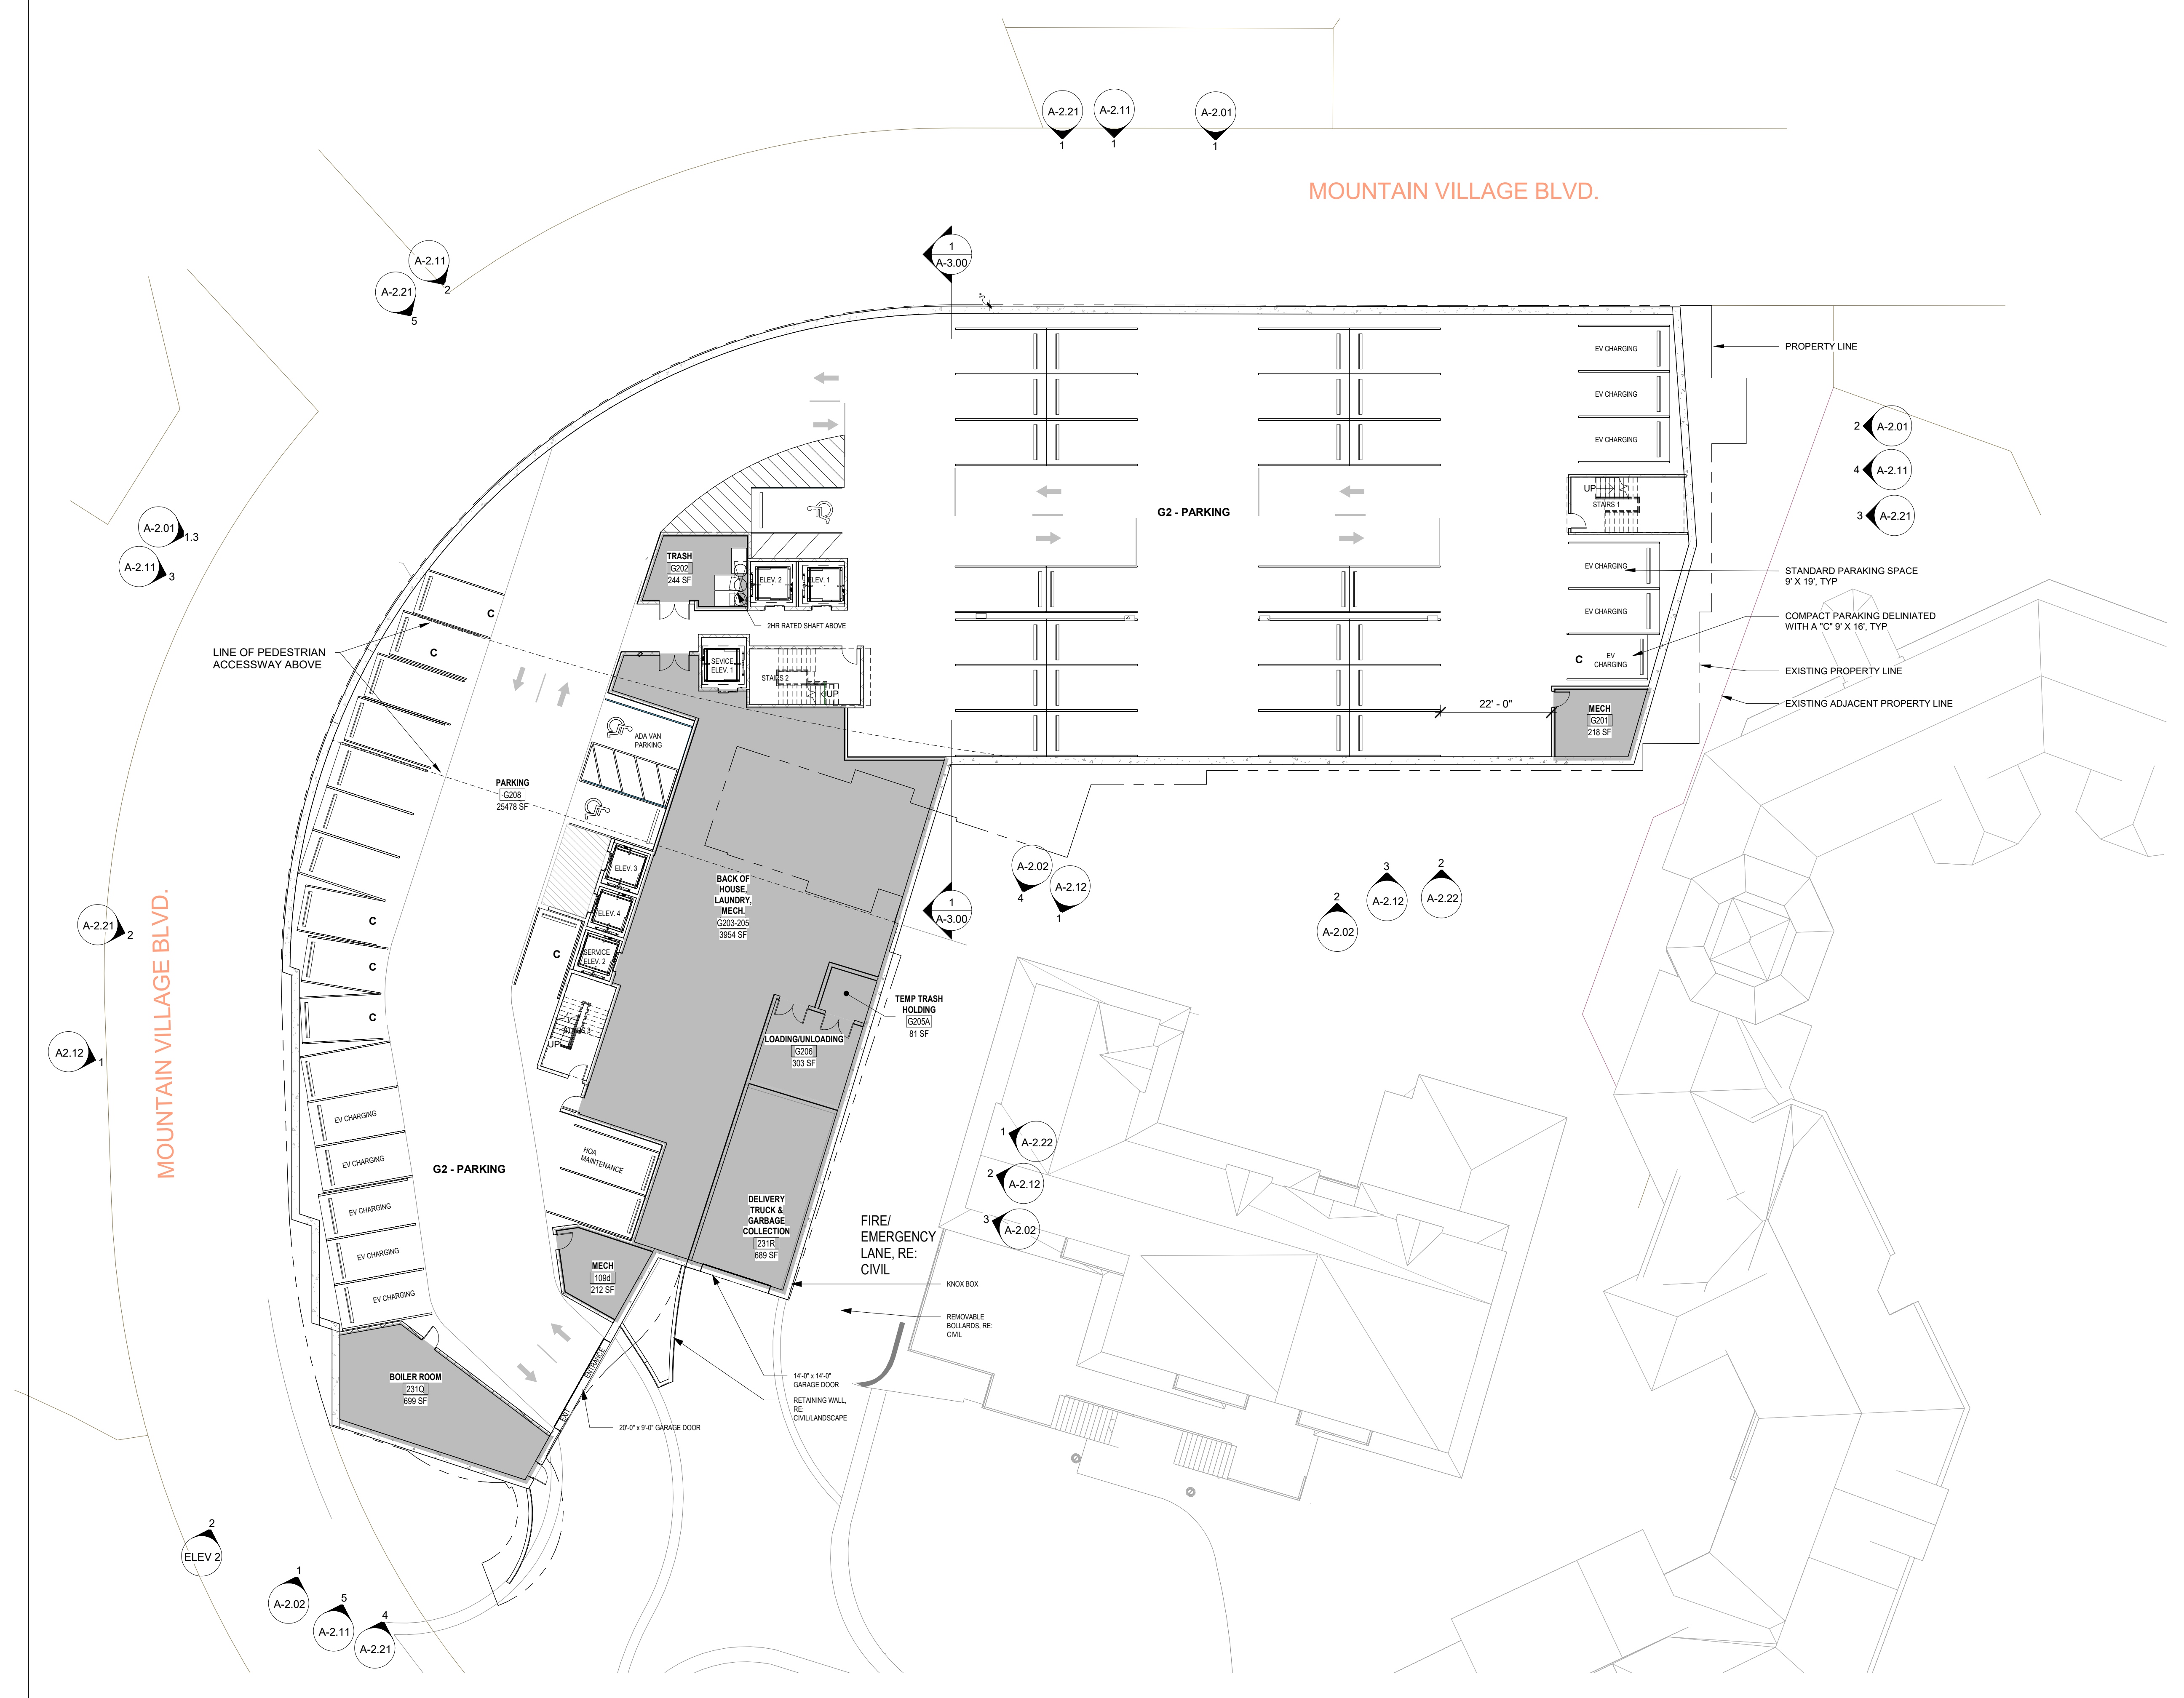 A-2.21
1
A-2.11
1
A-2.01
1
MOUNTAIN VILLAGE BLVD.
A-2.11
2
A-2.21
5
1
A-3.00
EV CHARGING
EV CHARGING
EV CHARGING
PROPERTY LINE
2
A-2.01
4
A-2.11
3
A-2.21
UP
STAIRS 1
G2 - PARKING
A-2.01
1.3
A-2.11
3
TRASH
G202
244 SF
ELEV. 2
ELEV. 1
2HR RATED SHAFT ABOVE
EV CHARGING
EV CHARGING
C
EV
CHARGING
STANDARD PARAKING SPACE
9' X 19', TYP
COMPACT PARAKING DELINIATED
WITH A "C" 9' X 16', TYP
EXISTING PROPERTY LINE
EXISTING ADJACENT PROPERTY LINE
C
C
LINE OF PEDESTRIAN
ACCESSWAY ABOVE
SEVICE
ELEV. 1
STAIRS 2
UP
22' - 0"
MECH
G201
218 SF
ADA VAN
PARKING
PARKING
G208
25478 SF
ELEV. 3
ELEV. 4
SERVICE
ELEV. 2
C
BACK OF
HOUSE,
LAUNDRY,
MECH.
G203-205
3954 SF
1
A-3.00
A-2.02
4
A-2.12
1
2
A-2.02
3
A-2.12
2
A-2.22
A-2.21
2
MOUNTAIN VILLAGE BLVD.
C
C
C
STAIRS 3
UP
TEMP TRASH
HOLDING
G205A
81 SF
LOADING/UNLOADING
G206
303 SF
A2.12
1
EV CHARGING
EV CHARGING
EV CHARGING
EV CHARGING
EV CHARGING
G2 - PARKING
HOA
MAINTENANCE
1
A-2.22
2
A-2.12
3
A-2.02
DELIVERY
TRUCK &
GARBAGE
COLLECTION
231R
689 SF
FIRE/
EMERGENCY
LANE, RE:
CIVIL
MECH
109d
212 SF
KNOX BOX
REMOVABLE
BOLLARDS, RE:
CIVIL
ENTRANCE
EXIT
BOILER ROOM
231Q
699 SF
14'-0" x 14'-0"
GARAGE DOOR
RETAINING WALL,
RE:
CIVIL/LANDSCAPE
20'-0" x 9'-0" GARAGE DOOR
2
ELEV 2
1
A-2.02
5
A-2.11
4
A-2.21